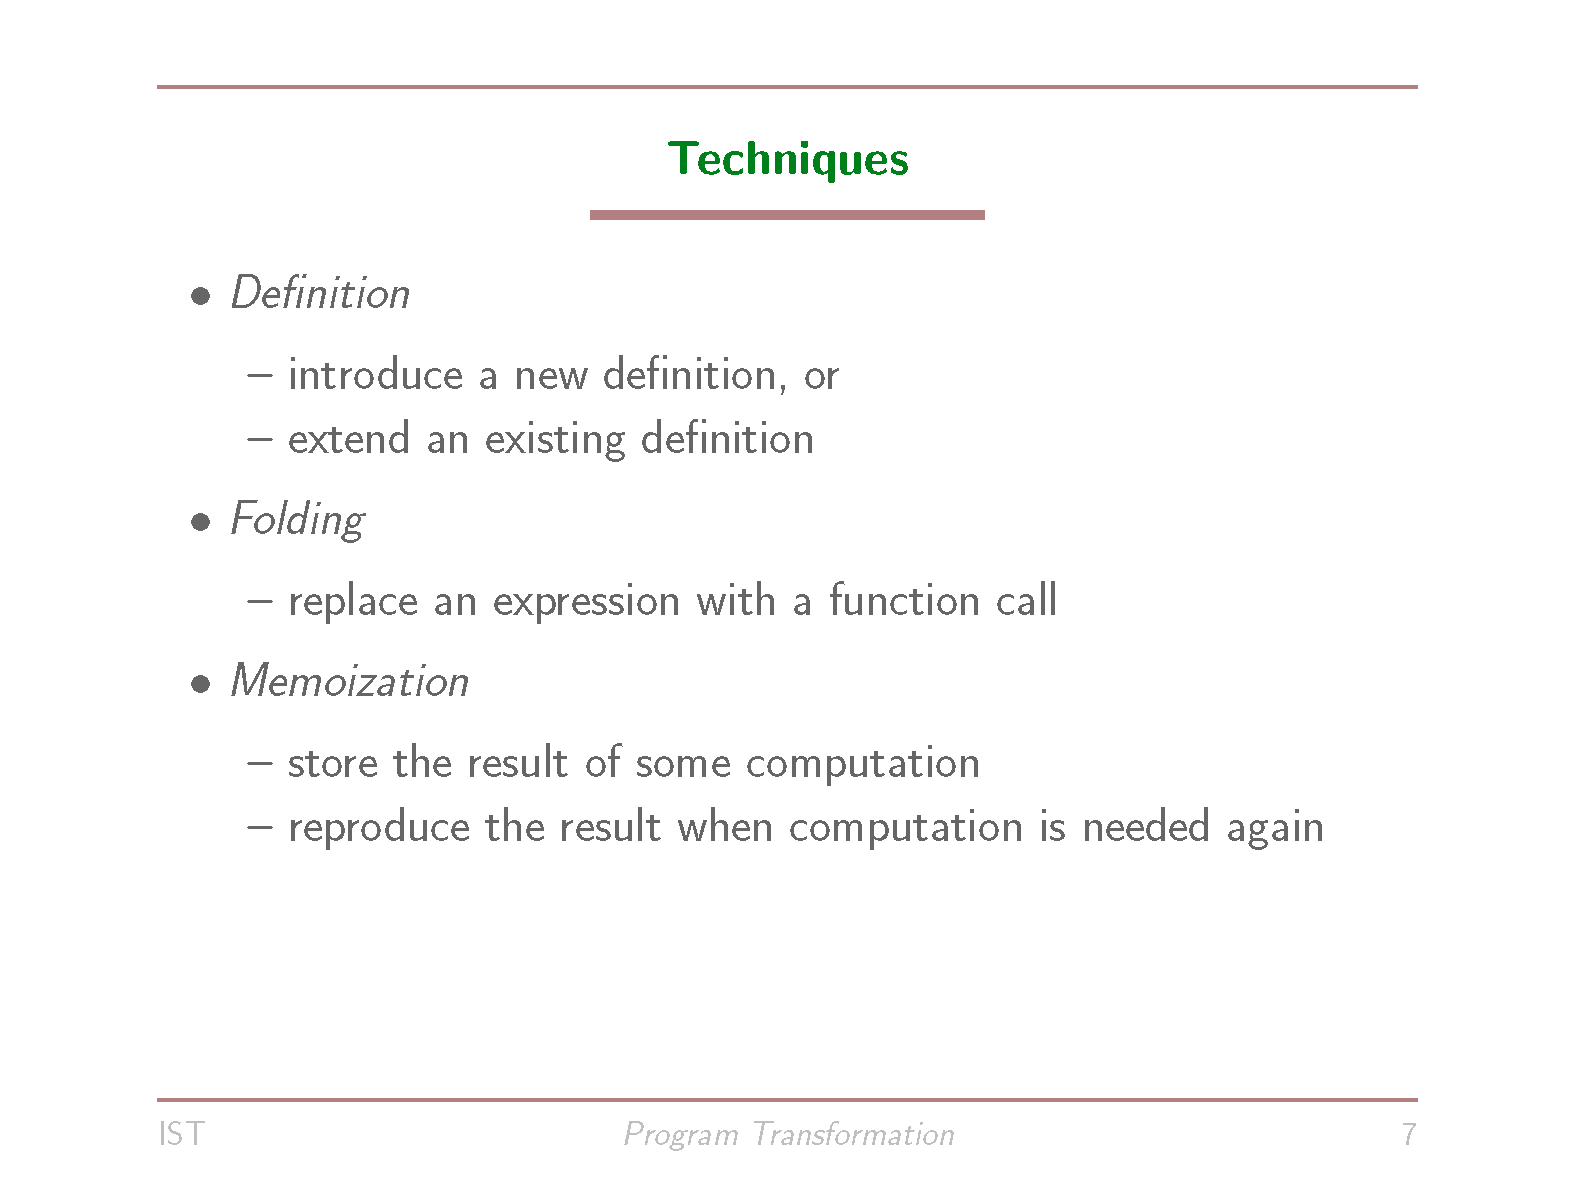 Techniques
• Definition
– introduce a new definition, or
– extend an existing definition
• Folding
– replace an expression with a function call
• Memoization
– store the result of some computation
– reproduce the result when computation is needed again
IST Program Transformation 7